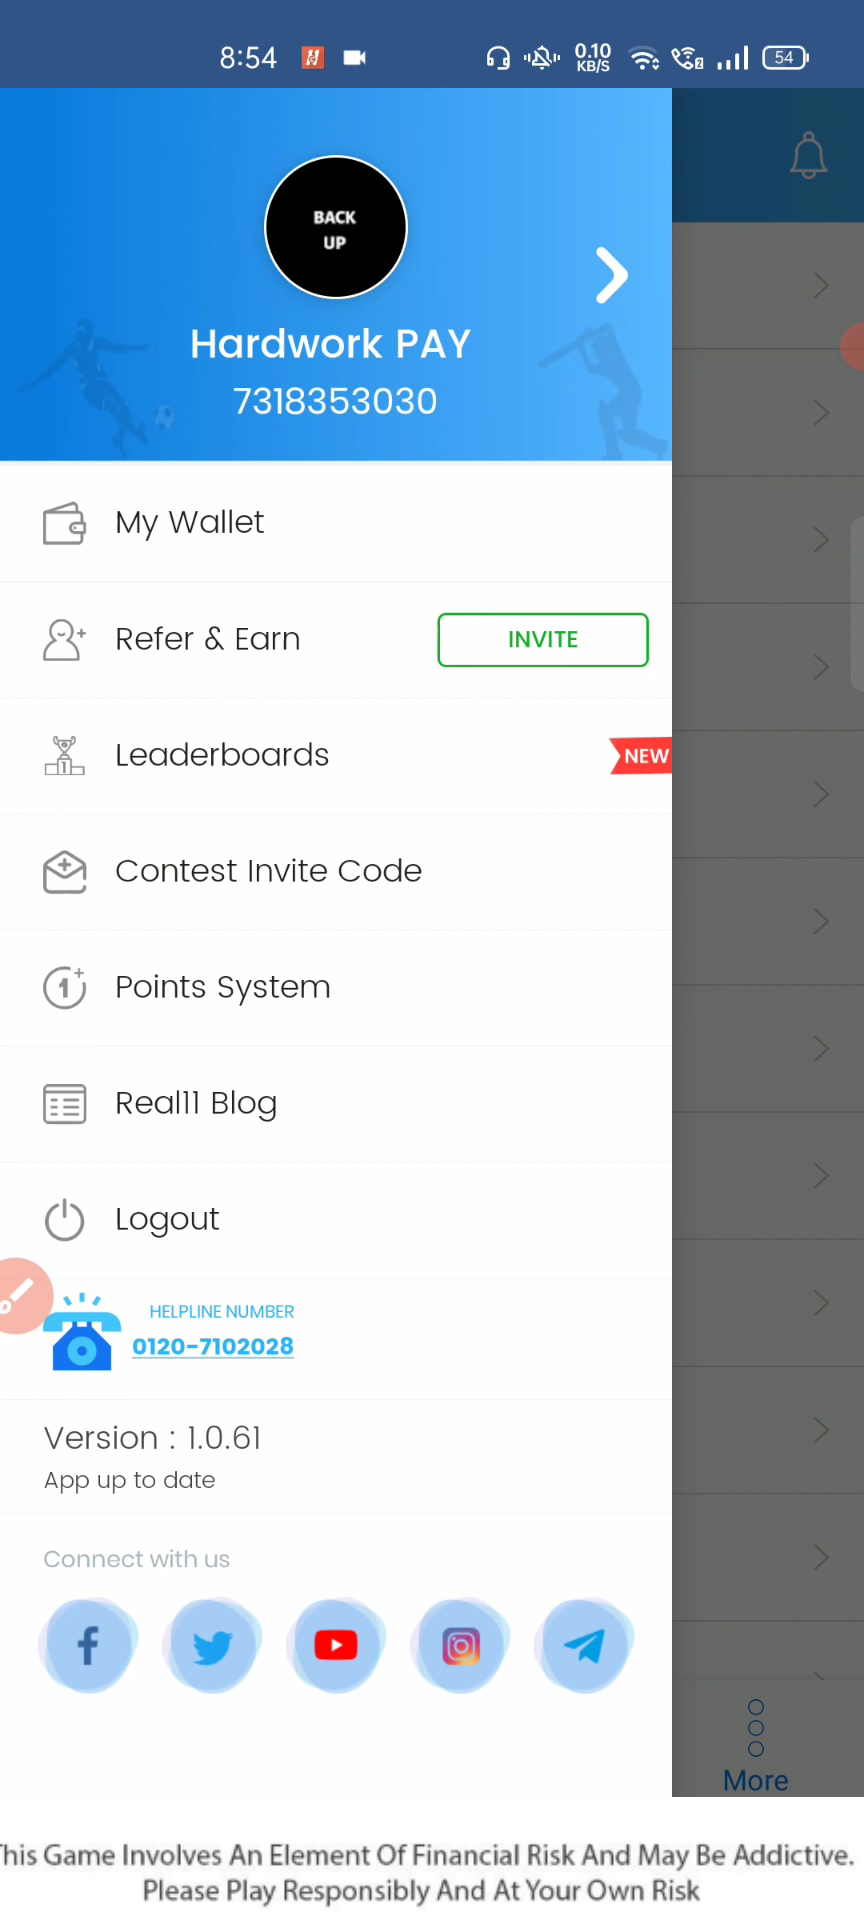 8:54
0.10
KB/S
54
BACK
UP
Hardwork PAY
7318353030
My Wallet
Refer & Earn
INVITE
Leaderboards
NEW
Contest Invite Code
Points System
Real11 Blog
Logout
HELPLINE NUMBER
0120-7102028
Version : 1.0.61
App up to date
Connect with us
More
his Game Involves An Element Of Financial Risk And May Be Addictive.
Please Play Responsibly And At Your Own Risk